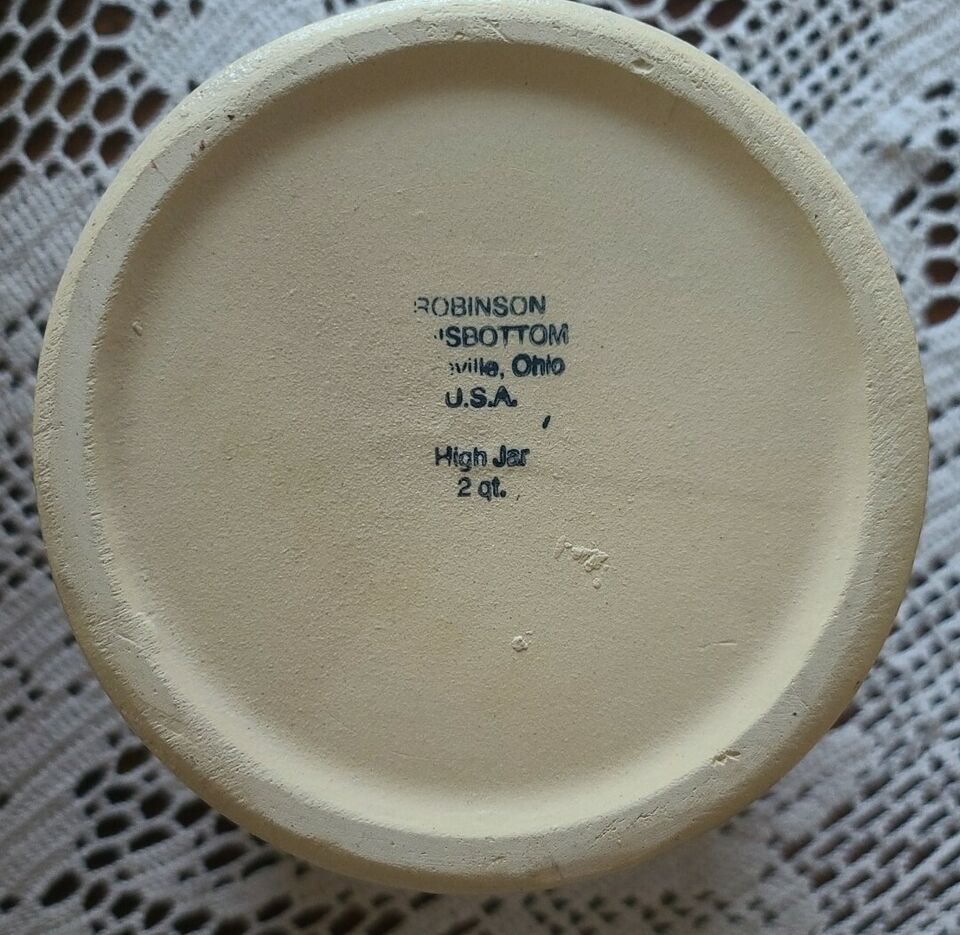 ROBINSON
SBOTTOM
ville, Ohio
U.S.A.
High Jar
2 qt.